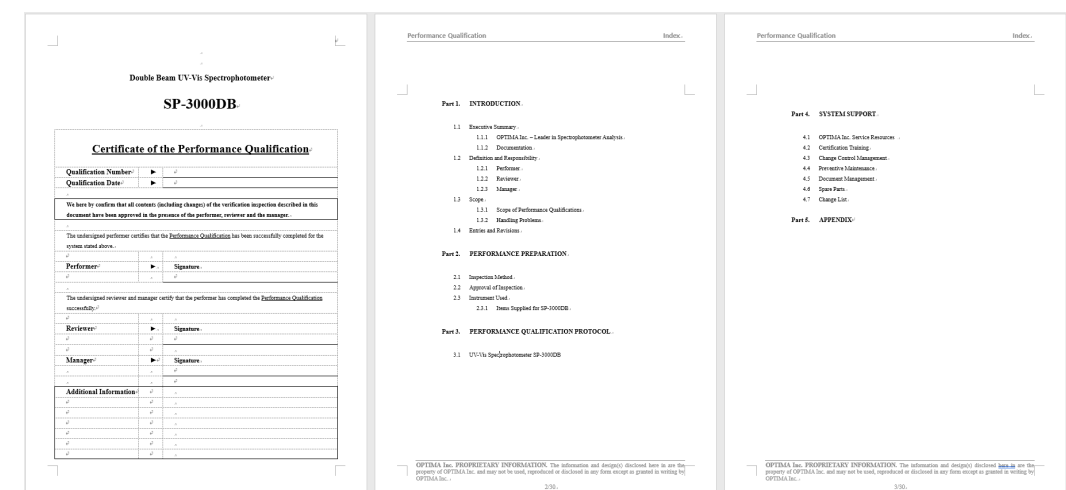 Double Beam UV-Vis Spectrophotometer
SP-3000DB
Certificate of the Performance Qualification
Qualification Number ►
Qualification Date ►
We here by confirm that all contents (including changes) of the verification inspection described in this
document have been approved in the presence of the performer, reviewer and the manager.
The undersigned performer certifies that the Performance Qualification has been successfully completed for the
system stated above.
Performer ► Signature
The undersigned reviewer and manager certify that the performer has completed the Performance Qualification
successfully.
Reviewer ► Signature
Manager ► Signature
Additional Information
Performance Qualification Index
Part 1. INTRODUCTION
1.1 Executive Summary
1.1.1 OPTIMA Inc. – Leader in Spectrophotometer Analysis
1.1.2 Documentation
1.2 Definition and Responsibility
1.2.1 Performer
1.2.2 Reviewer
1.2.3 Manager
1.3 Scope
1.3.1 Scope of Performance Qualifications
1.3.2 Handling Problems
1.4 Entries and Revisions
Part 2. PERFORMANCE PREPARATION
2.1 Inspection Method
2.2 Approval of Inspection
2.3 Instrument Used
2.3.1 Items Supplied for SP-3000DB
Part 3. PERFORMANCE QUALIFICATION PROTOCOL
3.1 UV-Vis Spectrophotometer SP-3000DB
OPTIMA Inc. PROPRIETARY INFORMATION. The information and design(s) disclosed here in are the
property of OPTIMA Inc. and may not be used, reproduced or disclosed in any form except as granted in writing by
OPTIMA Inc.
2/50
Performance Qualification Index
Part 4. SYSTEM SUPPORT
4.1 OPTIMA Inc. Service Resources
4.2 Certification Training
4.3 Change Control Management
4.4 Preventive Maintenance
4.5 Document Management
4.6 Spare Parts
4.7 Change List
Part 5. APPENDIX
OPTIMA Inc. PROPRIETARY INFORMATION. The information and design(s) disclosed here in are the
property of OPTIMA Inc. and may not be used, reproduced or disclosed in any form except as granted in writing by
OPTIMA Inc.
3/50